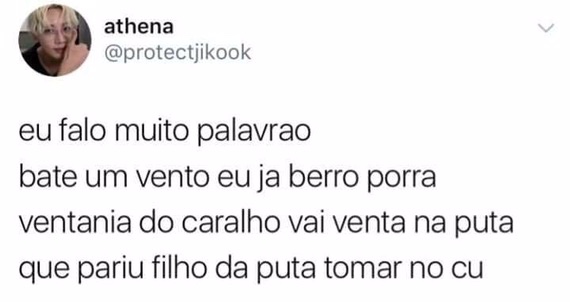 athena
@protectjikook
eu falo muito palavrao
bate um vento eu ja berro porra
ventania do caralho vai venta na puta
que pariu filho da puta tomar no cu